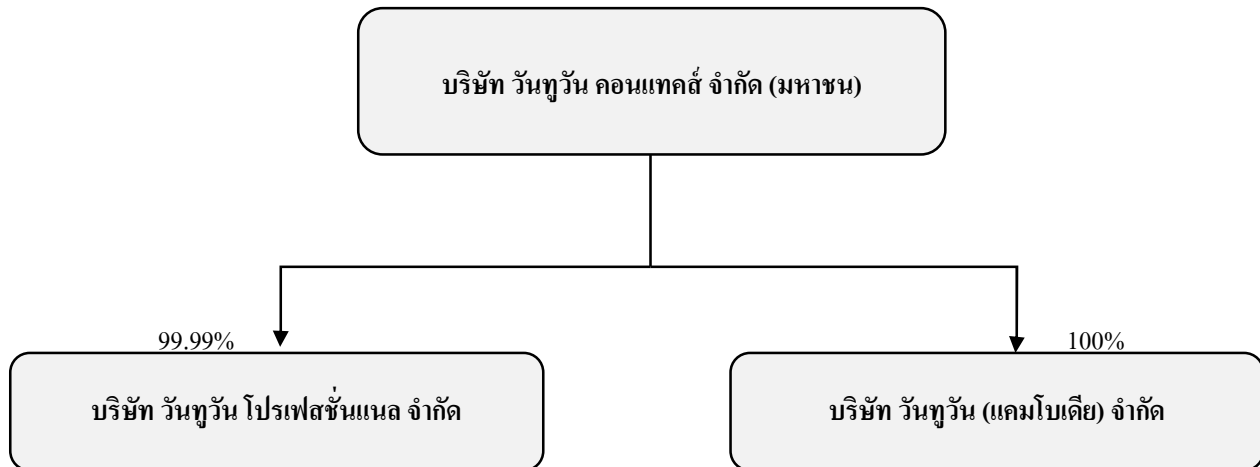 บริษัท วันทูวัน คอนแทคส์ จำกัด (มหาชน)
99.99%
100%
บริษัท วันทูวัน โปรเฟสชั่นแนล จำกัด
บริษัท วันทูวัน (แคมโบเดีย) จำกัด